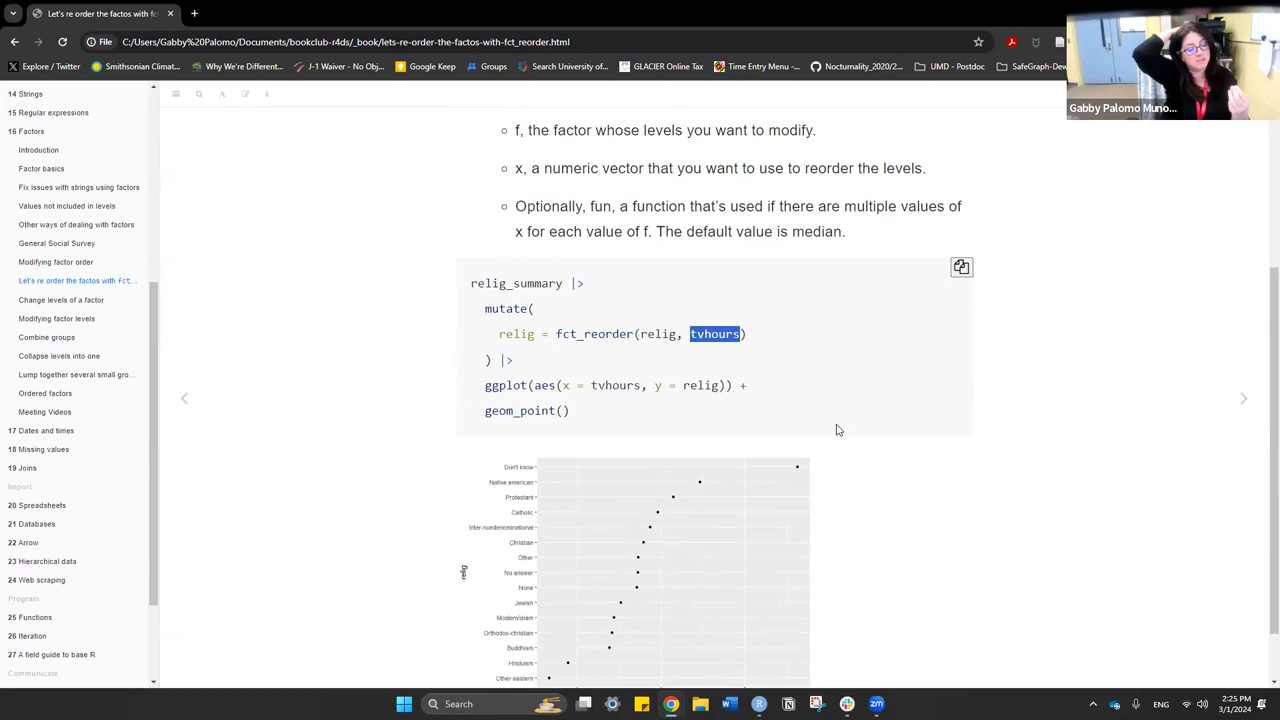 Let's re order the factos with fc
File
C:/Users/Gabby%20Palomo/Documents/bookclub-r4ds/_book/lets-re-order-the-factos-with-fct_reorder.html
Explore / Twitter
Smithsonian Climat...
Why We're Different...
J-1 Waiver - No Obj...
Google Keep
Search Funding | O...
GLACIER Online Tax
Time Entry Menu -...
Nocturnality_2020/2...
UMD - Postdoc
SafeGraph-Dewe
Gabby Palomo Muno...
14 Strings
15 Regular expressions
16 Factors
Introduction
Factor basics
Fix issues with strings using factors
Values not included in levels
Other ways of dealing with factors
General Social Survey
Modifying factor order
Let's re order the factos with fct...
Change levels of a factor
Modifying factor levels
Combine groups
Collapse levels into one
Lump together several small gro...
Ordered factors
Meeting Videos
17 Dates and times
18 Missing values
19 Joins
Import
20 Spreadsheets
21 Databases
22 Arrow
23 Hierarchical data
24 Web scraping
Program
25 Functions
26 Iteration
27 A field guide to base R
Communicate
f, the factor whose levels you want to modify.
x, a numeric vector that you want to use to reorder the levels.
Optionally, fun, a function that's used if there are multiple values of
x for each value of f. The default value is median.
relig_summary |>
mutate(
relig = fct_reorder(relig, tvhours)
) |>
ggplot(aes(x = tvhours, y = relig)) +
geom_point()
Don't know
Native american
Protestant
Catholic
Inter-nondenominational
Christian
Other
No answer
None
Jewish
Moslem/islam
Orthodox-christian
Buddhism
Hinduism
Other eastern
relig
Search
2:25 PM
3/1/2024